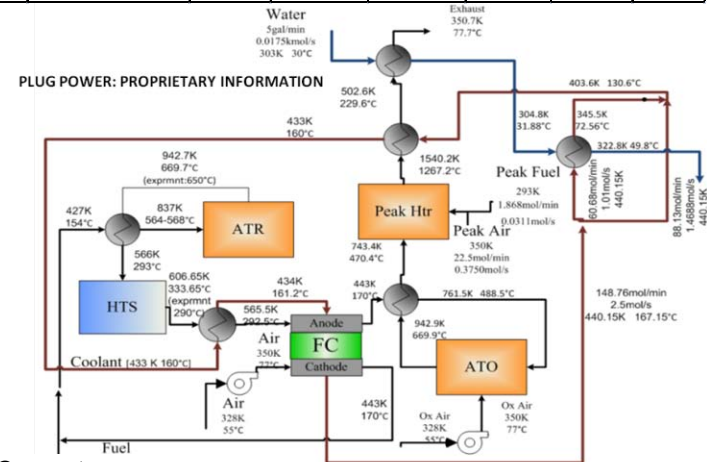 Water
5gal/min
0.0175kmol/s
303K 30°C
Exhaust
350.7K
77.7°C
PLUG POWER: PROPRIETARY INFORMATION
502.6K
229.6°C
403.6K 130.6°C
433K
160°C
304.8K
31.88°C
345.5K
72.56°C
322.8K 49.8°C
942.7K
669.7°C
(exprmnt:650°C)
1540.2K
1267.2°C
Peak Fuel
293K
1.868mol/min
0.0311mol/s
60.68mol/min
1.01mol/s
440.15K
88.13mol/min
1.4688mol/s
440.15K
440.15K
427K
154°C
837K
564-568°C
ATR
Peak Htr
Peak Air
350K
22.5mol/min
0.3750mol/s
566K
293°C
743.4K
470.4°C
606.65K
333.65°C
(exprmnt
290°C)
434K
161.2°C
443K
170°C
761.5K 488.5°C
148.76mol/min
2.5mol/s
440.15K 167.15°C
HTS
565.5K
292.5°C
Anode
FC
Cathode
942.9K
669.9°C
Air
350K
77°C
ATO
Coolant [433 K 160°C]
Air
328K
55°C
443K
170°C
Ox Air
328K
55°C
Ox Air
350K
77°C
Fuel